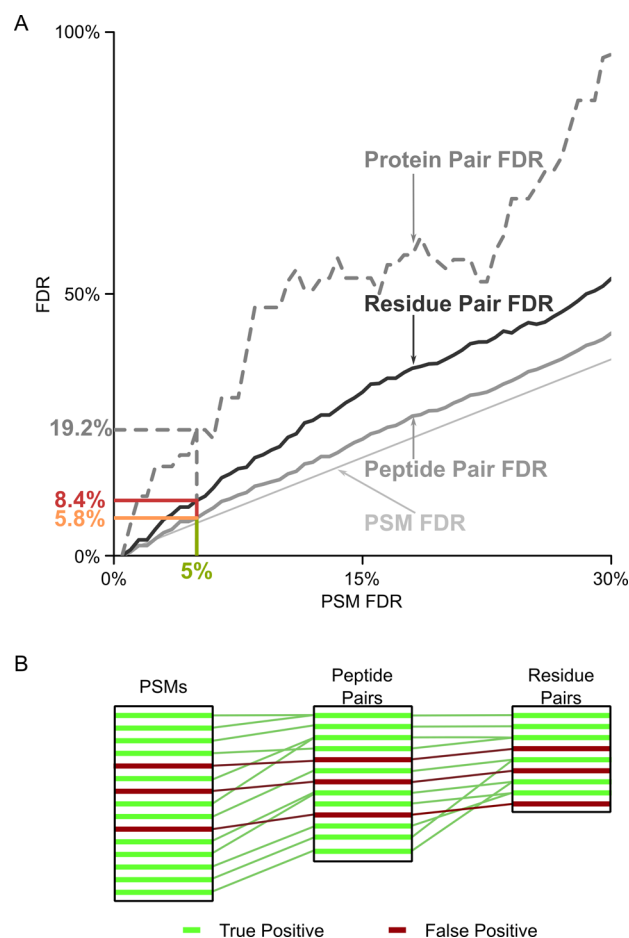 A
100%
Protein Pair FDR
FDR
50%
Residue Pair FDR
19.2%
Peptide Pair FDR
8.4%
5.8%
PSM FDR
0%
0%
5%
15%
30%
PSM FDR
B
PSMs
Peptide
Pairs
Residue
Pairs
True Positive
False Positive